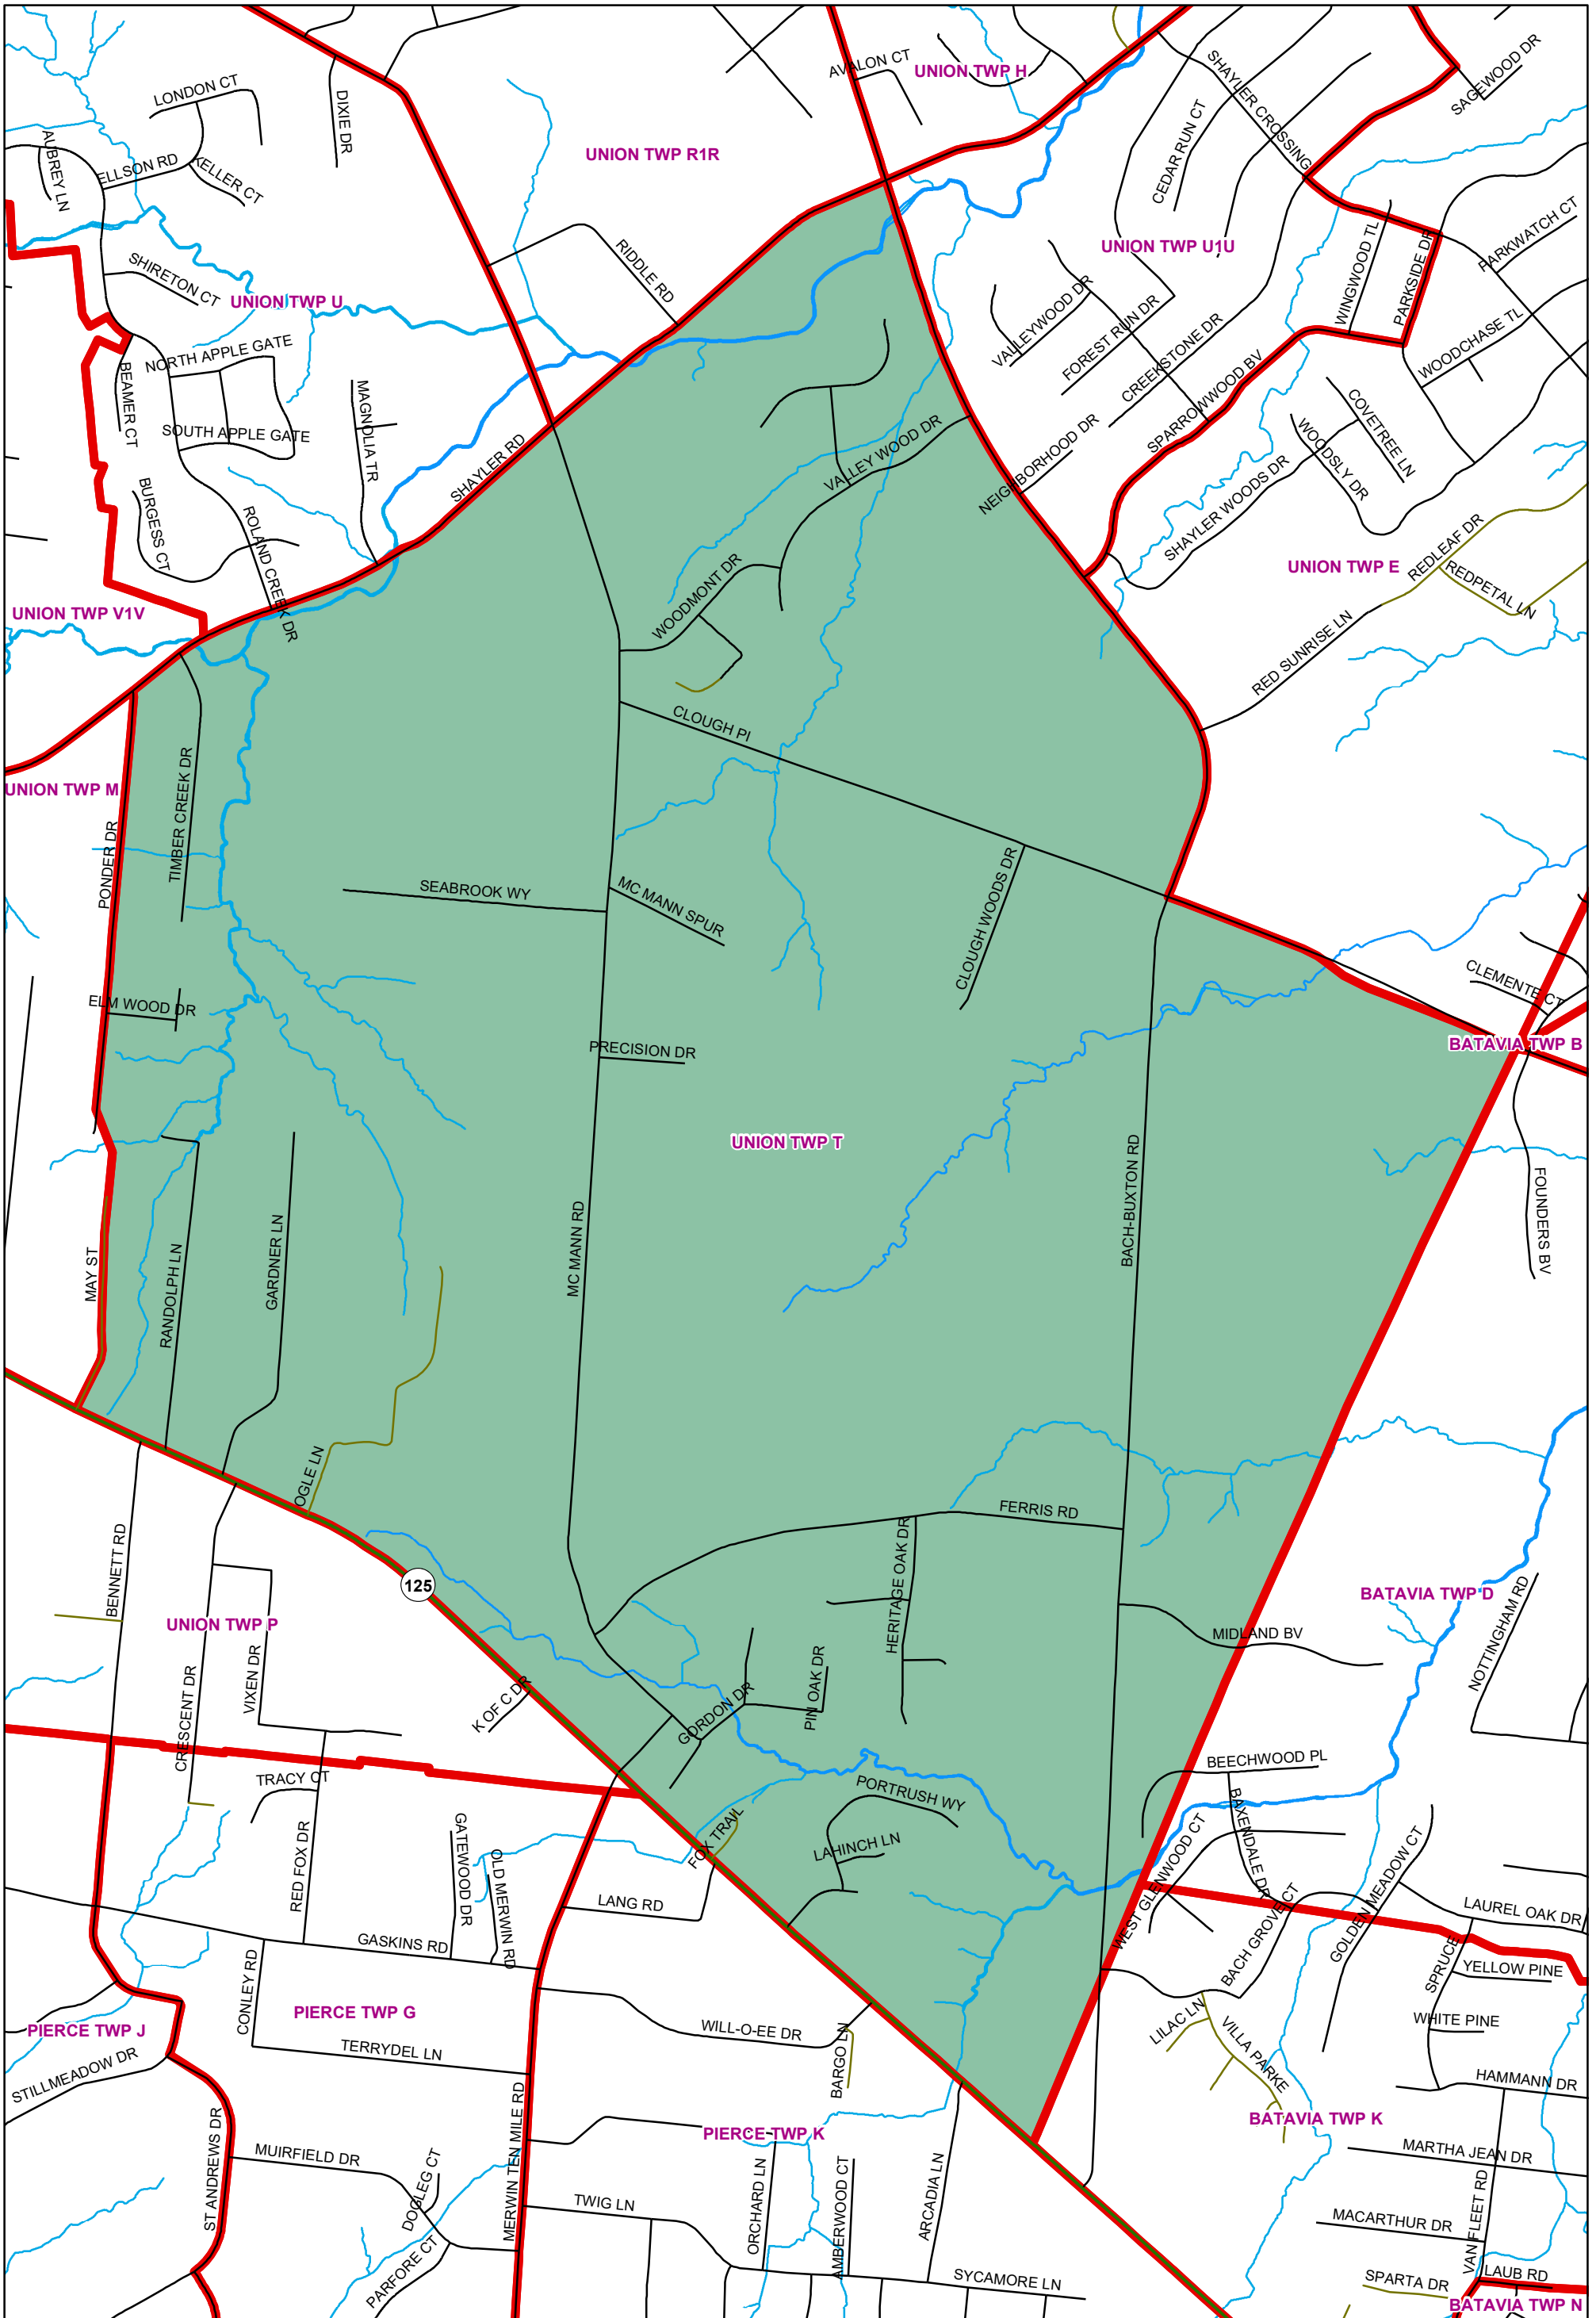 AVALON CT
UNION TWP H
SAGEWOOD DR
SHAYLER CROSSING
LONDON CT
DIXIE DR
CEDAR RUN CT
AUBREY LN
ELLSON RD
KELLER CT
UNION TWP R1R
PARKWATCH CT
UNION TWP U1U
WINGWOOD TL
PARKSIDE DR
RIDDLE RD
SHIRETON CT
UNION TWP U
VALLEYWOOD DR
FOREST RUN DR
CREEKSTONE DR
WOODCHASE TL
NORTH APPLE GATE
BEAMER CT
MAGNOLIA TR
SPARROWWOOD BV
COVETREE LN
SOUTH APPLE GATE
SHAYLER RD
VALLEY WOOD DR
NEIGHBORHOOD DR
WOODSLY DR
SHAYLER WOODS DR
BURGESS CT
ROLAND CREEK DR
REDLEAF DR
REDPETAL LN
UNION TWP E
WOODMONT DR
UNION TWP V1V
RED SUNRISE LN
CLOUGH PI
UNION TWP M
TIMBER CREEK DR
PONDER DR
SEABROOK WY
MC MANN SPUR
CLOUGH WOODS DR
CLEMENTE CT
ELM WOOD DR
PRECISION DR
BATAVIA TWP B
UNION TWP T
BACH-BUXTON RD
FOUNDERS BV
MC MANN RD
MAY ST
RANDOLPH LN
GARDNER LN
OGLE LN
FERRIS RD
HERITAGE OAK DR
125
BENNETT RD
BATAVIA TWP D
UNION TWP P
MIDLAND BV
NOTTINGHAM RD
VIXEN DR
CRESCENT DR
K OF C DR
GORDON DR
PIN OAK DR
BEECHWOOD PL
TRACY CT
PORTRUSH WY
BAXENDALE DR
FOX TRAIL
LAHINCH LN
GATEWOOD DR
RED FOX DR
OLD MERWIN RD
WEST GLENWOOD CT
GOLDEN MEADOW CT
LANG RD
BACH GROVE CT
LAUREL OAK DR
GASKINS RD
SPRUCE
YELLOW PINE
CONLEY RD
PIERCE TWP G
PIERCE TWP J
WILL-O-EE DR
LILAC LN
WHITE PINE
VILLA PARKE
TERRYDEL LN
BARGO LN
STILLMEADOW DR
HAMMANN DR
BATAVIA TWP K
PIERCE TWP K
ST ANDREWS DR
MERWIN TEN MILE RD
MUIRFIELD DR
MARTHA JEAN DR
DOGLEG CT
ORCHARD LN
AMBERWOOD CT
ARCADIA LN
TWIG LN
MACARTHUR DR
VAN FLEET RD
PARFORE CT
SYCAMORE LN
SPARTA DR
LAUB RD
BATAVIA TWP N